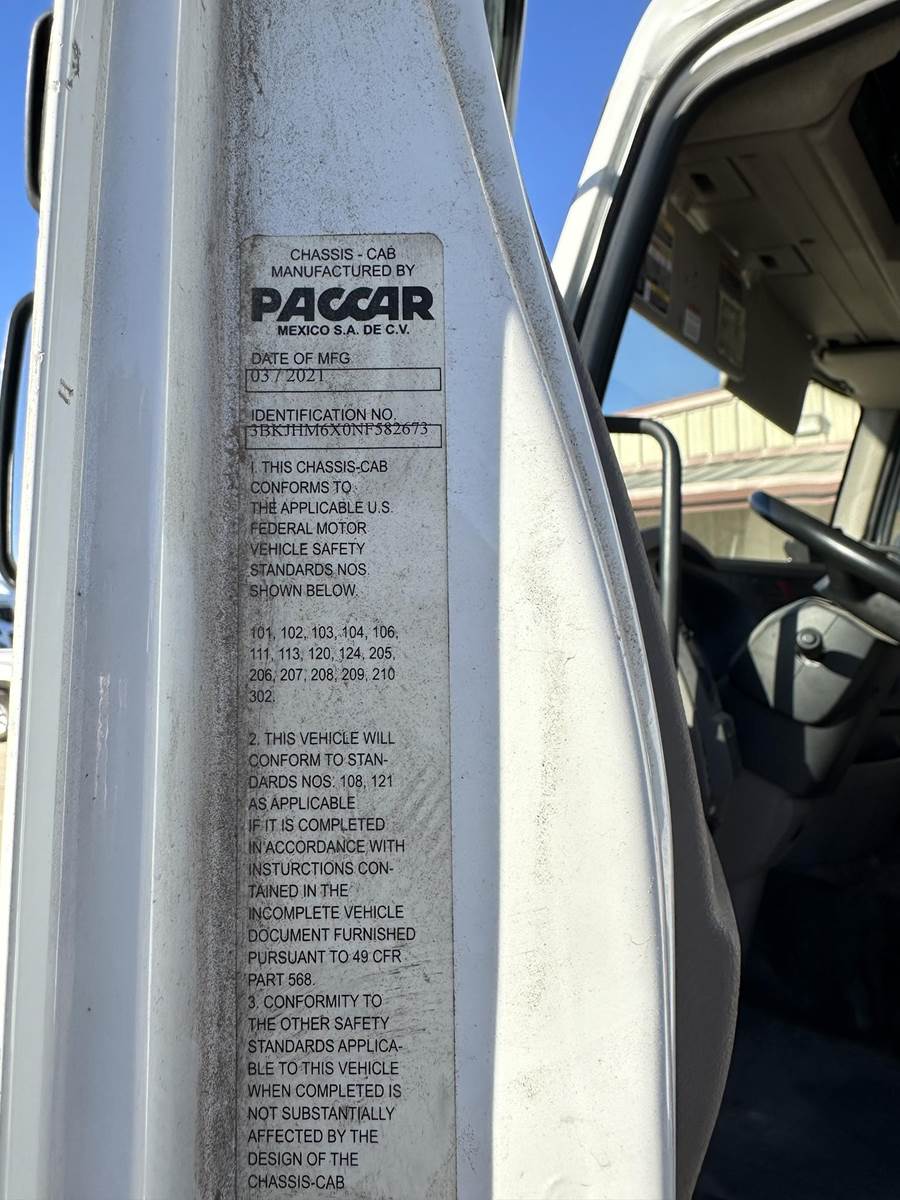 CHASSIS - CAB
MANUFACTURED BY
PACCAR
MEXICO S.A. DE C.V.
DATE OF MFG
03 / 2021
IDENTIFICATION NO.
3BKJHM6X0NF582673
1. THIS CHASSIS-CAB
CONFORMS TO
THE APPLICABLE U.S.
FEDERAL MOTOR
VEHICLE SAFETY
STANDARDS NOS
SHOWN BELOW.
101, 102, 103, 104, 106,
111, 113, 120, 124, 205,
206, 207, 208, 209, 210
302.
2. THIS VEHICLE WILL
CONFORM TO STAN-
DARDS NOS. 108, 121
AS APPLICABLE
IF IT IS COMPLETED
IN ACCORDANCE WITH
INSTURCTIONS CON-
TAINED IN THE
INCOMPLETE VEHICLE
DOCUMENT FURNISHED
PURSUANT TO 49 CFR
PART 568.
3. CONFORMITY TO
THE OTHER SAFETY
STANDARDS APPLICA-
BLE TO THIS VEHICLE
WHEN COMPLETED IS
NOT SUBSTANTIALLY
AFFECTED BY THE
DESIGN OF THE
CHASSIS-CAB